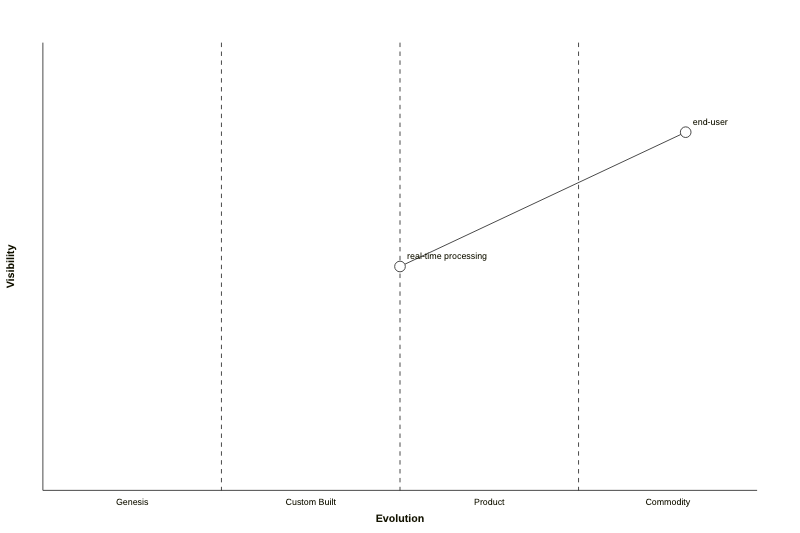 end-user
real-time processing
Visibility
Genesis
Custom Built
Product
Commodity
Evolution